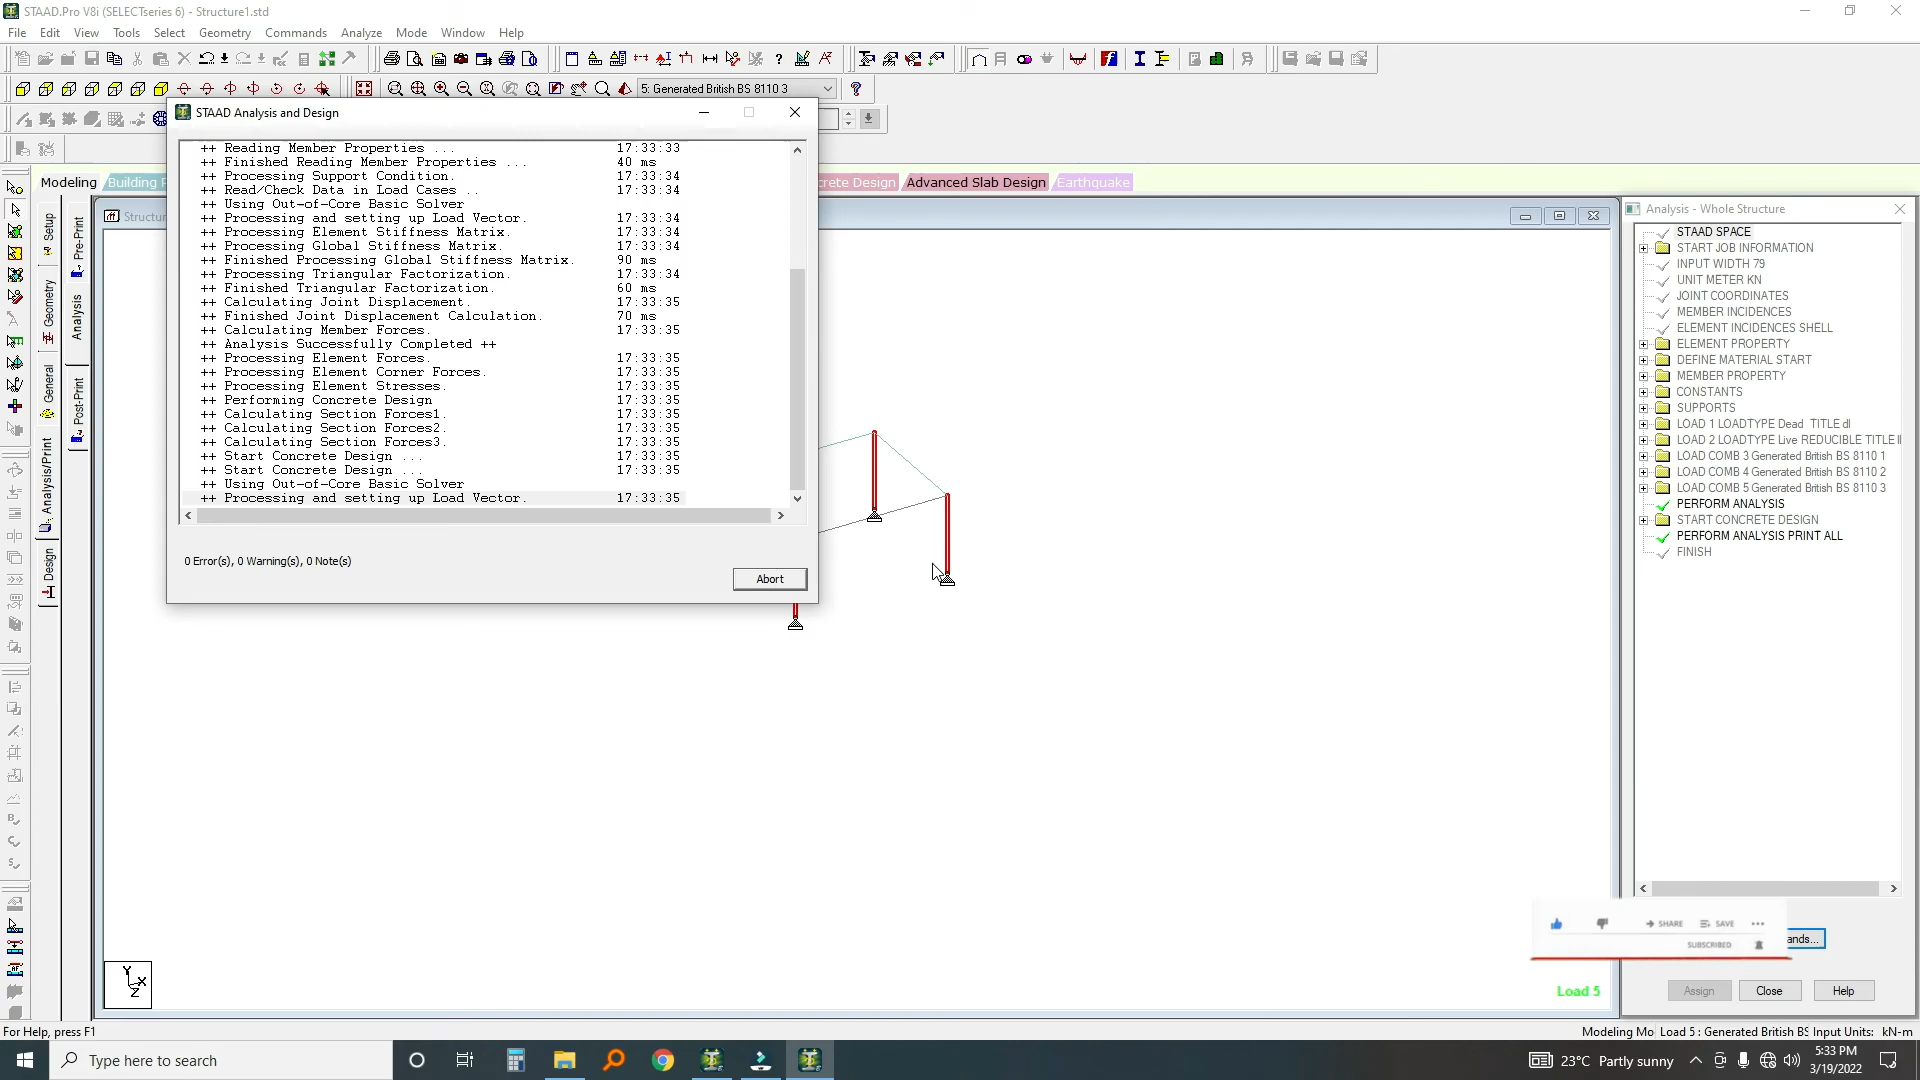 STAAD.Pro V8i (SELECTseries 6) - Structure1.std
File Edit View Tools Select Geometry Commands Analyze Mode Window Help
5: Generated British BS 8110 3
STAAD Analysis and Design
++ Reading Member Properties ... 17:33:33
++ Finished Reading Member Properties ... 40 ms
++ Processing Support Condition. 17:33:34
++ Read/Check Data in Load Cases .. 17:33:34
++ Using Out-of-Core Basic Solver
++ Processing and setting up Load Vector. 17:33:34
++ Processing Element Stiffness Matrix. 17:33:34
++ Processing Global Stiffness Matrix. 17:33:34
++ Finished Processing Global Stiffness Matrix. 90 ms
++ Processing Triangular Factorization. 17:33:34
++ Finished Triangular Factorization. 60 ms
++ Calculating Joint Displacement. 17:33:35
++ Finished Joint Displacement Calculation. 70 ms
++ Calculating Member Forces. 17:33:35
++ Analysis Successfully Completed ++
++ Processing Element Forces. 17:33:35
++ Processing Element Corner Forces. 17:33:35
++ Processing Element Stresses. 17:33:35
++ Performing Concrete Design 17:33:35
++ Calculating Section Forces1. 17:33:35
++ Calculating Section Forces2. 17:33:35
++ Calculating Section Forces3. 17:33:35
++ Start Concrete Design ... 17:33:35
++ Start Concrete Design ... 17:33:35
++ Using Out-of-Core Basic Solver
++ Processing and setting up Load Vector. 17:33:35
0 Error(s), 0 Warning(s), 0 Note(s)
Abort
Modeling Building P crete Design Advanced Slab Design Earthquake
Structur
Setup
Geometry
General
Analysis/Print
Design
Pre-Print
Analysis
Post-Print
Analysis - Whole Structure
STAAD SPACE
START JOB INFORMATION
INPUT WIDTH 79
UNIT METER KN
JOINT COORDINATES
MEMBER INCIDENCES
ELEMENT INCIDENCES SHELL
ELEMENT PROPERTY
DEFINE MATERIAL START
MEMBER PROPERTY
CONSTANTS
SUPPORTS
LOAD 1 LOADTYPE Dead TITLE dl
LOAD 2 LOADTYPE Live REDUCIBLE TITLE ll
LOAD COMB 3 Generated British BS 8110 1
LOAD COMB 4 Generated British BS 8110 2
LOAD COMB 5 Generated British BS 8110 3
PERFORM ANALYSIS
START CONCRETE DESIGN
PERFORM ANALYSIS PRINT ALL
FINISH
SHARE SAVE
SUBSCRIBED
ands...
Assign Close Help
Y
X
Z
Load 5
For Help, press F1
Modeling Mo Load 5 : Generated British BS Input Units: kN-m
Type here to search
23°C Partly sunny
5:33 PM
3/19/2022